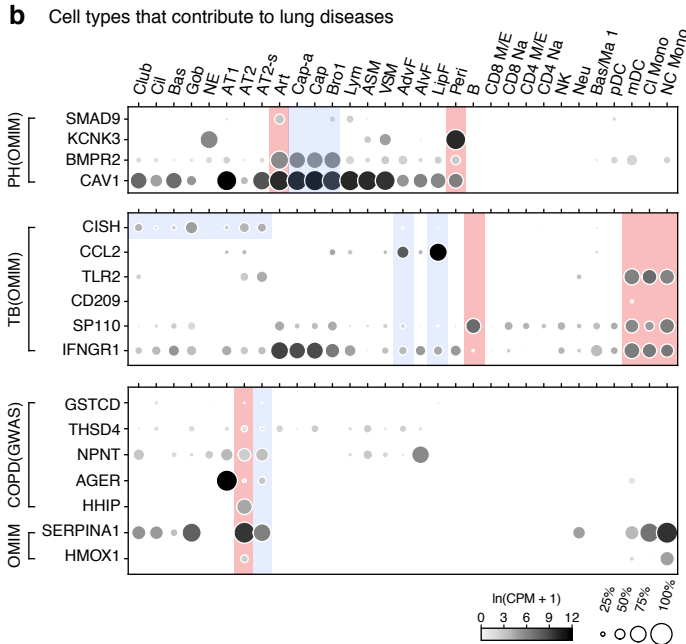 b Cell types that contribute to lung diseases
Club Cil Bas Gob NE AT1 AT2 AT2-s Art Cap-a Cap Bro1 Lym ASM VSM AdvF AlvF LipF Peri B CD8 M/E CD8 Na CD4 M/E CD4 Na NK Neu Bas/Ma 1 pDC mDC Cl Mono NC Mono
PH(OMIM)
SMAD9
KCNK3
BMPR2
CAV1
TB(OMIM)
CISH
CCL2
TLR2
CD209
SP110
IFNGR1
COPD(GWAS)
GSTCD
THSD4
NPNT
AGER
HHIP
OMIM
SERPINA1
HMOX1
ln(CPM + 1)
0 3 6 9 12
25% 50% 75% 100%